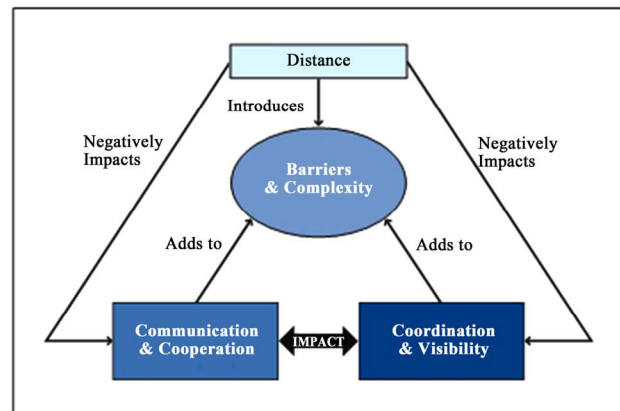 Distance
Introduces
Negatively
Impacts
Negatively
Impacts
Barriers
& Complexity
Adds to
Adds to
Communication
& Cooperation
IMPACT
Coordination
& Visibility